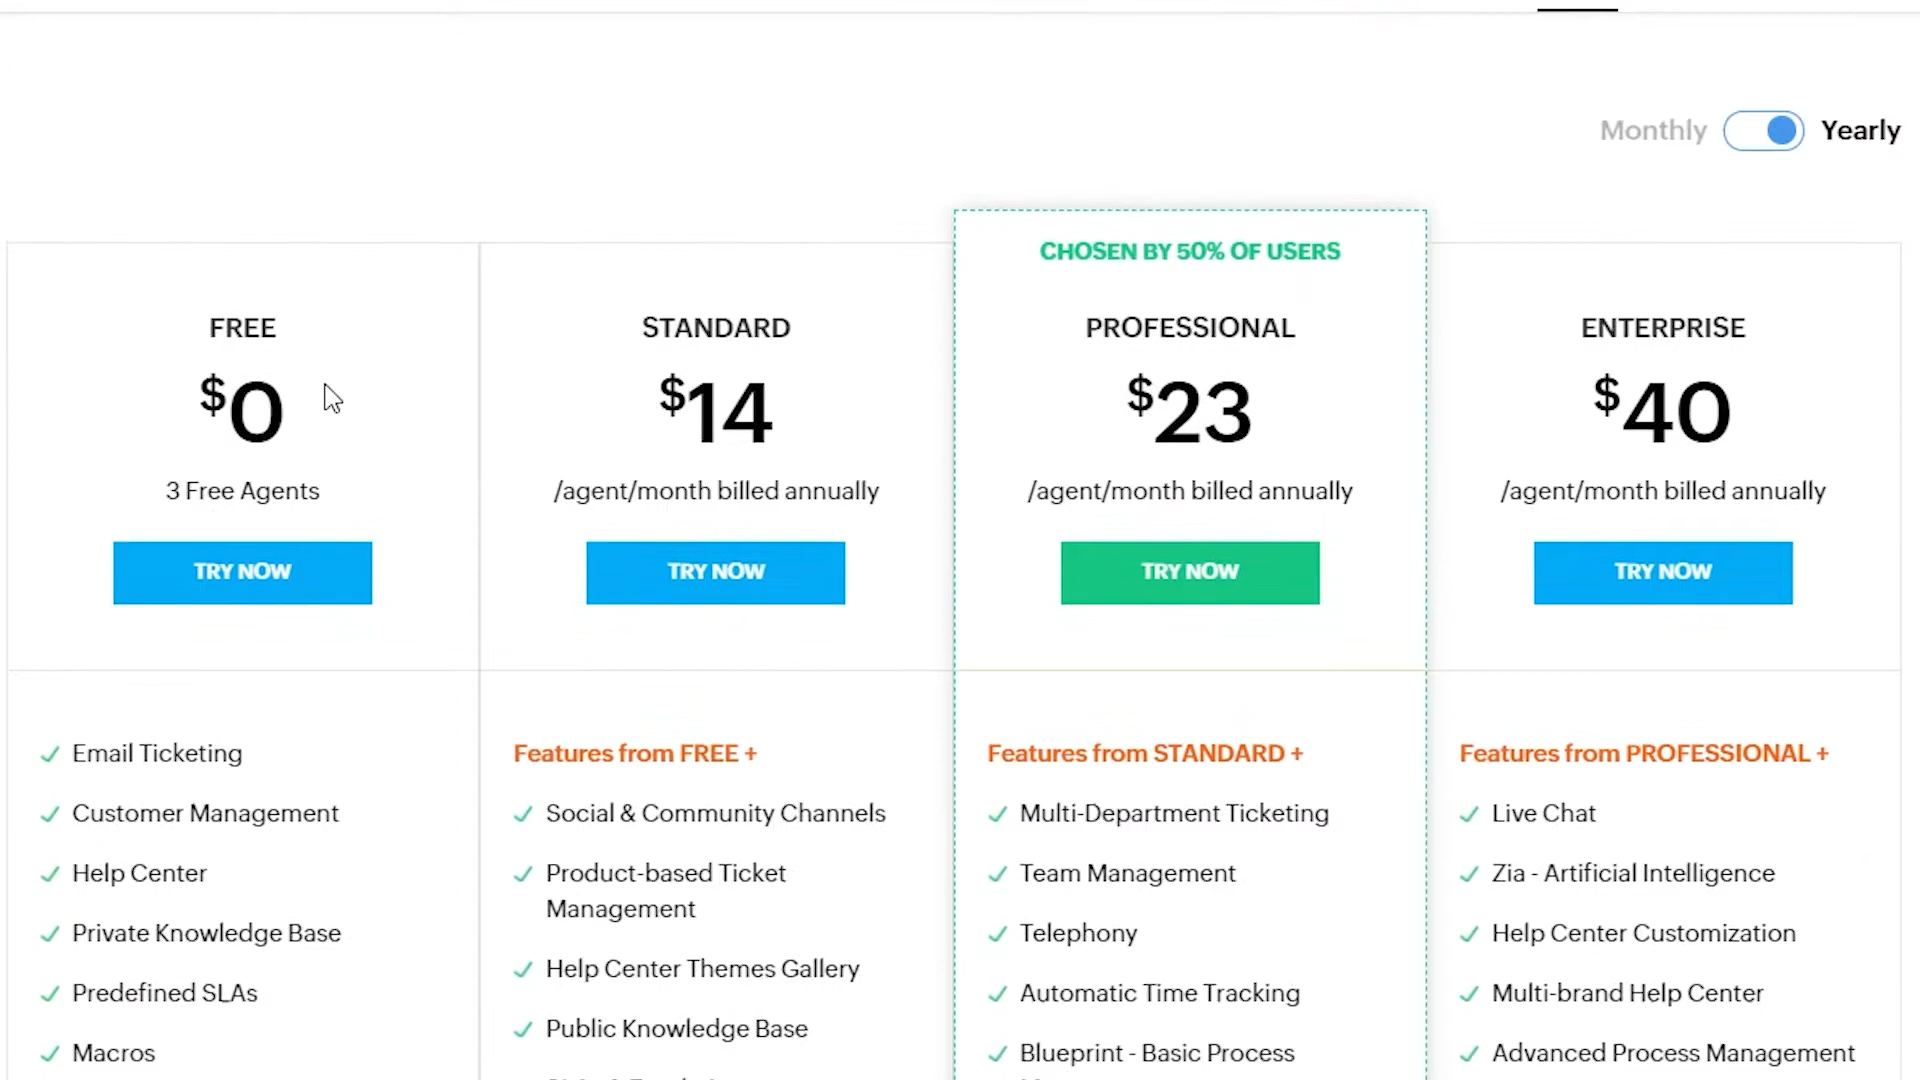 Monthly Yearly
CHOSEN BY 50% OF USERS
FREE
$0
3 Free Agents
TRY NOW
STANDARD
$14
/agent/month billed annually
TRY NOW
PROFESSIONAL
$23
/agent/month billed annually
TRY NOW
ENTERPRISE
$40
/agent/month billed annually
TRY NOW
Email Ticketing
Customer Management
Help Center
Private Knowledge Base
Predefined SLAs
Macros
Features from FREE +
Social & Community Channels
Product-based Ticket
Management
Help Center Themes Gallery
Public Knowledge Base
Features from STANDARD +
Multi-Department Ticketing
Team Management
Telephony
Automatic Time Tracking
Blueprint - Basic Process
Features from PROFESSIONAL +
Live Chat
Zia - Artificial Intelligence
Help Center Customization
Multi-brand Help Center
Advanced Process Management